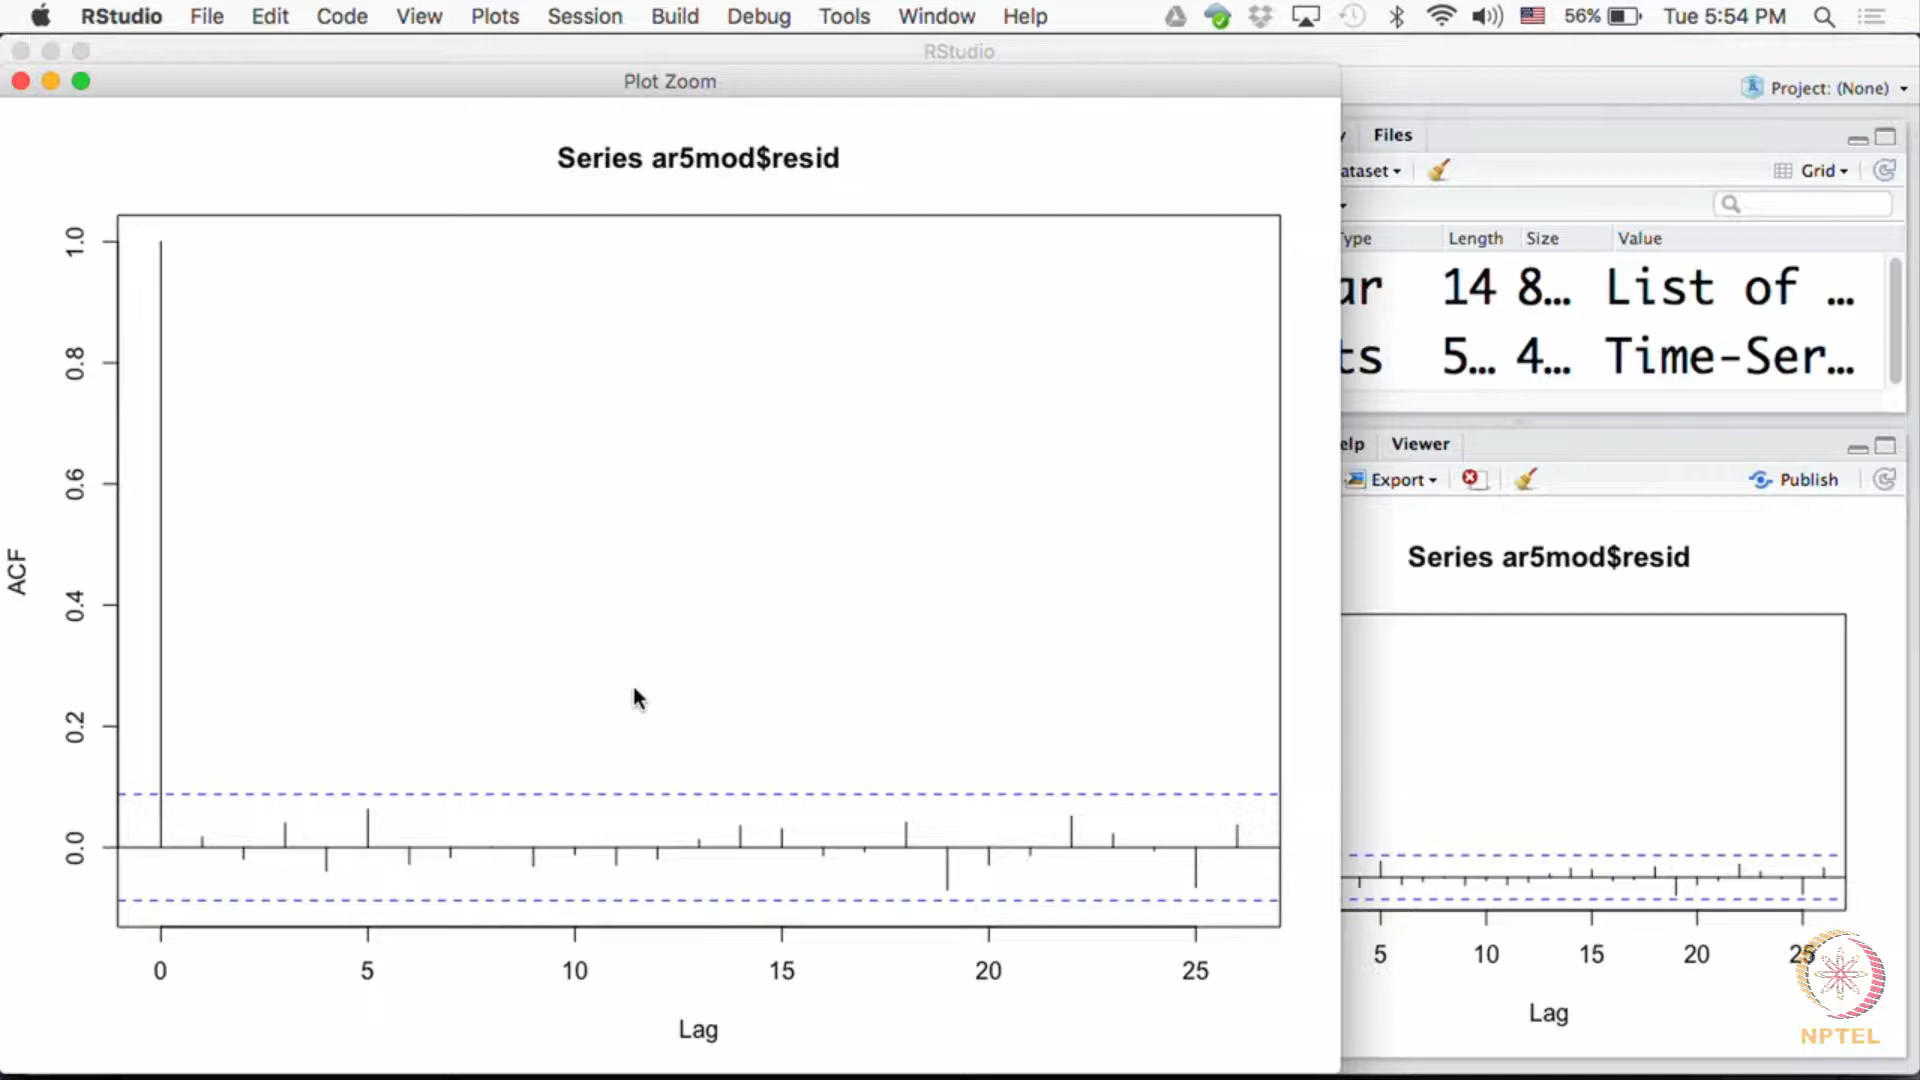 RStudio File Edit Code View Plots Session Build Debug Tools Window Help 56% Tue 5:54 PM
RStudio
Plot Zoom
Project: (None)
Files
ataset
Grid
Length Size Value
ar 14 8… List of …
ts 5… 4… Time-Ser…
elp Viewer
Export Publish
Series ar5mod$resid
ACF
0.0 0.2 0.4 0.6 0.8 1.0
0 5 10 15 20 25
Lag
Series ar5mod$resid
5 10 15 20 25
Lag
NPTEL